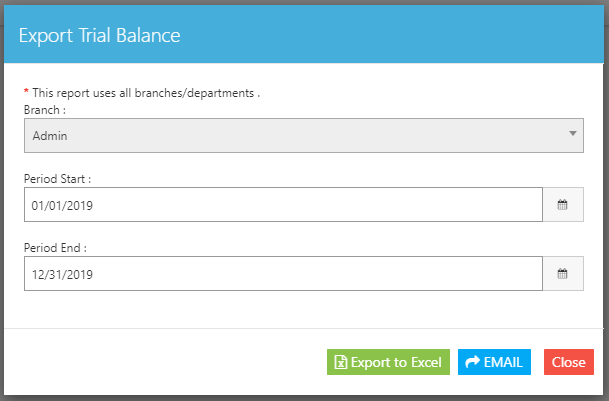 Export Trial Balance
* This report uses all branches/departments .
Branch :
Admin
Period Start :
01/01/2019
Period End :
12/31/2019
Export to Excel EMAIL Close